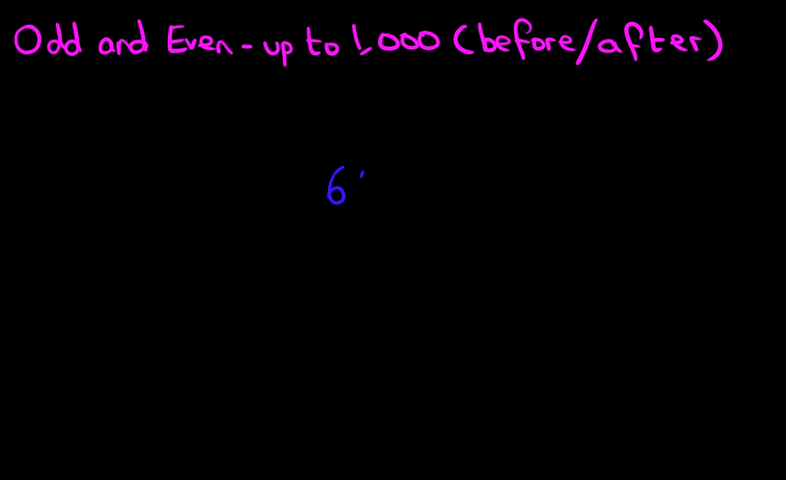 Odd and Even - up to 1,000 (before/after)
6